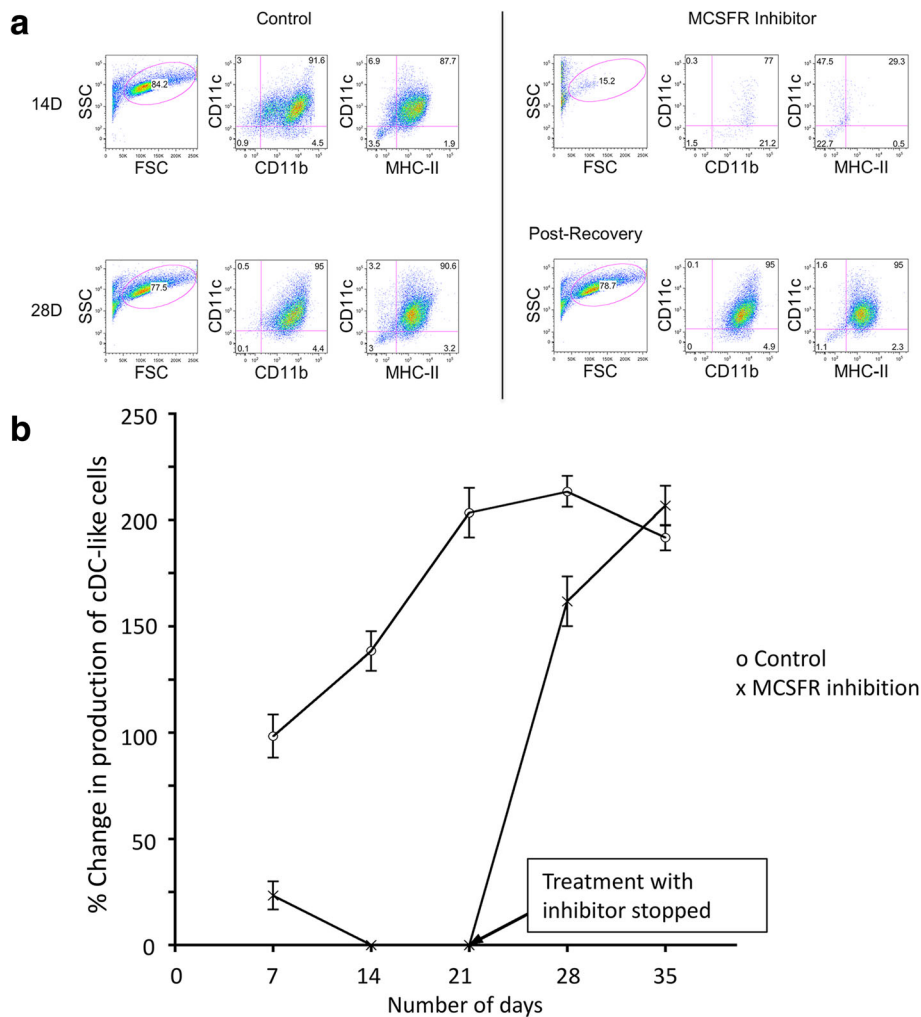 a
Control
MCSFR Inhibitor
14D
SSC
84.2
FSC
CD11c
3 91.6
0.9 4.5
CD11b
CD11c
6.9 87.7
3.5 1.9
MHC-II
SSC
15.2
FSC
CD11c
0.3 77
1.5 21.2
CD11b
CD11c
47.5 29.3
22.7 0.5
MHC-II
Post-Recovery
28D
SSC
77.5
FSC
CD11c
0.5 95
0.1 4.4
CD11b
CD11c
3.2 90.6
3 3.2
MHC-II
SSC
78.7
FSC
CD11c
0.1 95
0 4.9
CD11b
CD11c
1.6 95
1.1 2.3
MHC-II
b
% Change in production of cDC-like cells
250
200
150
100
50
0
o Control
x MCSFR inhibition
Treatment with
inhibitor stopped
0 7 14 21 28 35
Number of days